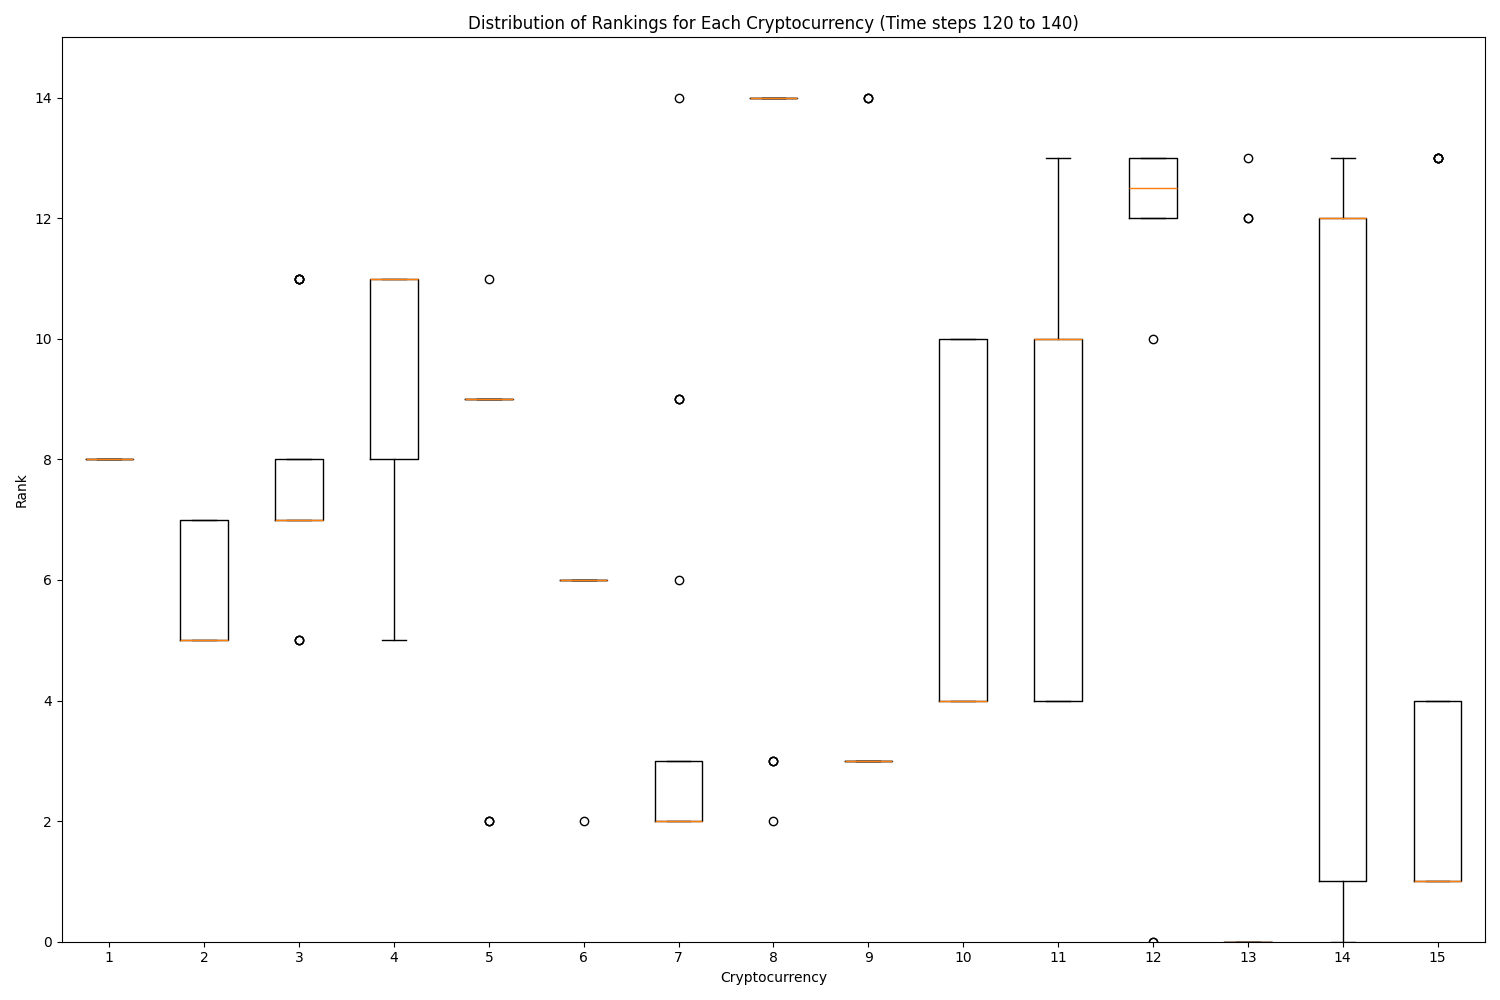 Distribution of Rankings for Each Cryptocurrency (Time steps 120 to 140)
14
12
10
8
6
4
2
0
Rank
1 2 3 4 5 6 7 8 9 10 11 12 13 14 15
Cryptocurrency